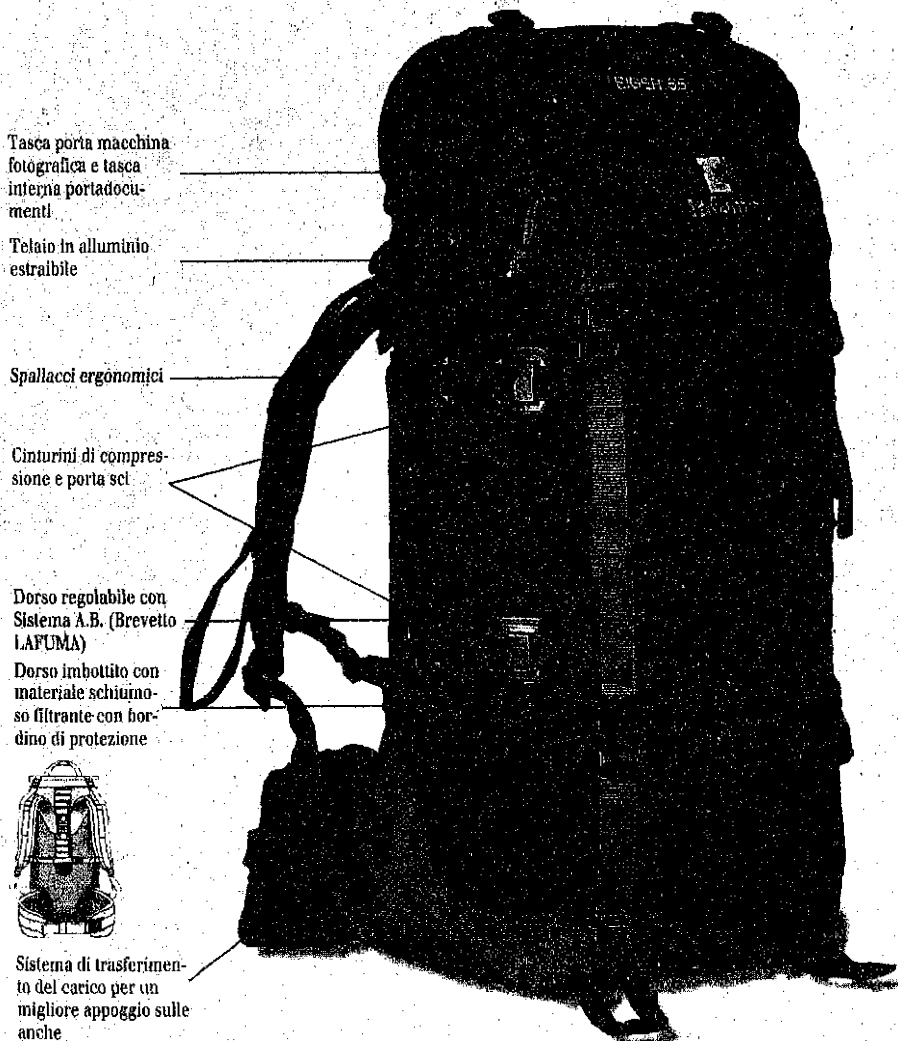 Tasca porta macchina
fotografica e tasca
interna portadocu-
menti
Telaio in alluminio
estraibile
Spallacci ergonomici
Cinturini di compres-
sione e porta sci
Dorso regolabile con
Sistema A.B. (Brevetto
LAFUMA)
Dorso imbottito con
materiale schiumo-
so filtrante con bor-
dino di protezione
Sistema di trasferimen-
to del carico per un
migliore appoggio sulle
anche